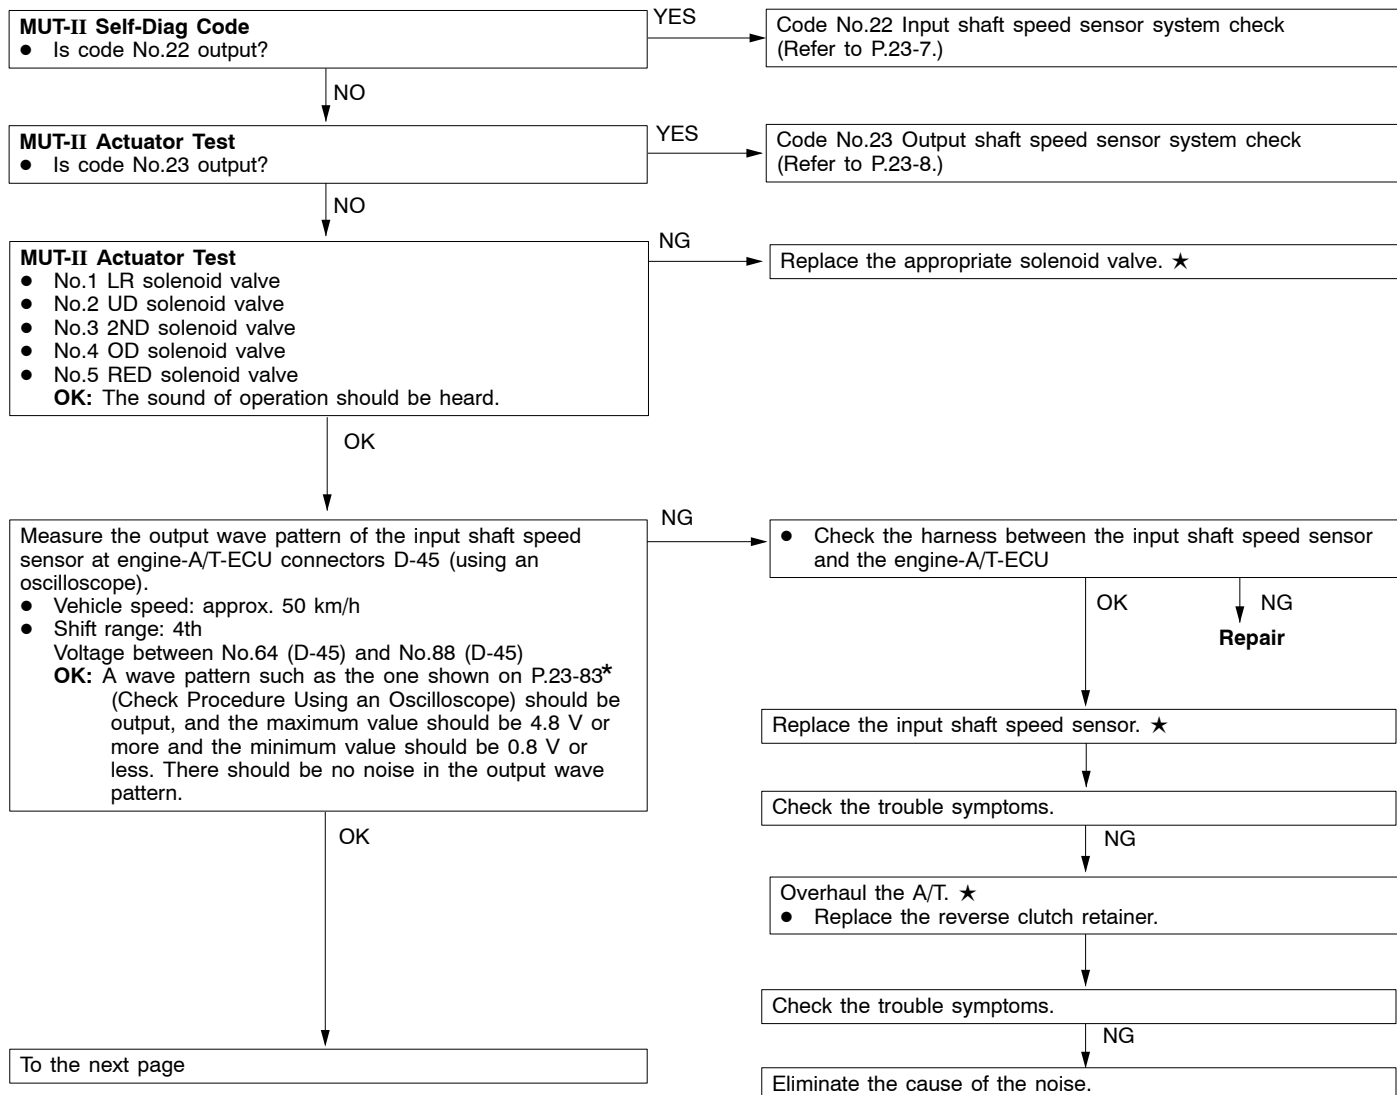 MUT-II Self-Diag Code
● Is code No.22 output?
YES
Code No.22 Input shaft speed sensor system check
(Refer to P.23-7.)
NO
MUT-II Actuator Test
● Is code No.23 output?
YES
Code No.23 Output shaft speed sensor system check
(Refer to P.23-8.)
NO
MUT-II Actuator Test
● No.1 LR solenoid valve
● No.2 UD solenoid valve
● No.3 2ND solenoid valve
● No.4 OD solenoid valve
● No.5 RED solenoid valve
OK: The sound of operation should be heard.
NG
Replace the appropriate solenoid valve. ★
OK
Measure the output wave pattern of the input shaft speed
sensor at engine-A/T-ECU connectors D-45 (using an
oscilloscope).
● Vehicle speed: approx. 50 km/h
● Shift range: 4th
Voltage between No.64 (D-45) and No.88 (D-45)
OK: A wave pattern such as the one shown on P.23-83*
(Check Procedure Using an Oscilloscope) should be
output, and the maximum value should be 4.8 V or
more and the minimum value should be 0.8 V or
less. There should be no noise in the output wave
pattern.
NG
● Check the harness between the input shaft speed sensor
and the engine-A/T-ECU
OK
NG
Repair
Replace the input shaft speed sensor. ★
Check the trouble symptoms.
NG
Overhaul the A/T. ★
● Replace the reverse clutch retainer.
Check the trouble symptoms.
NG
Eliminate the cause of the noise.
OK
To the next page